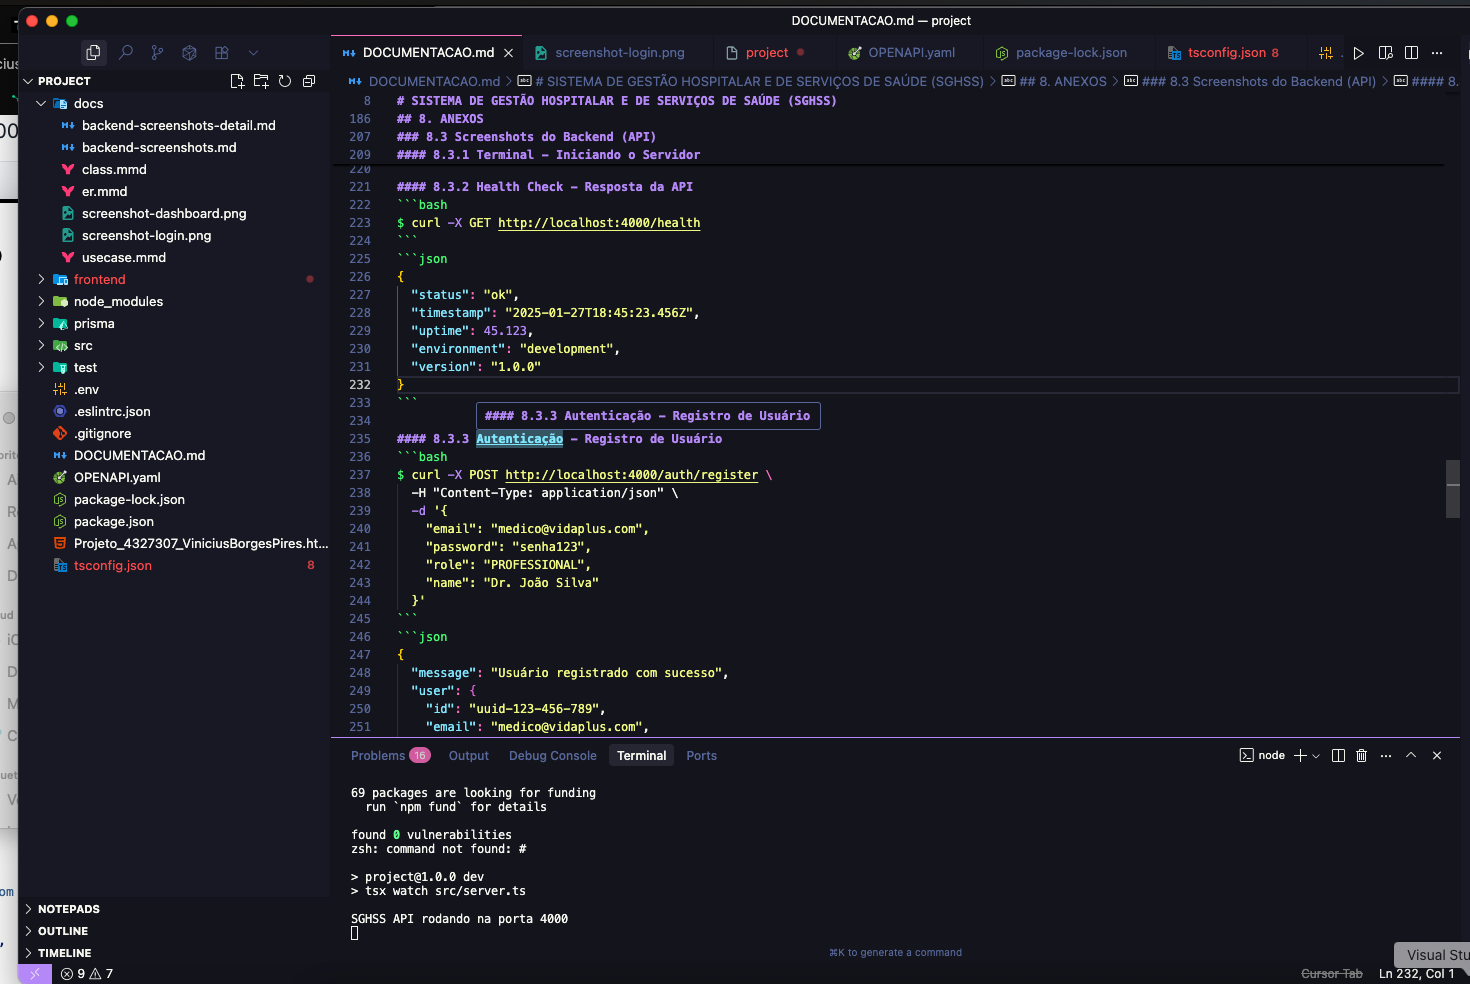 DOCUMENTACAO.md — project
DOCUMENTACAO.md
screenshot-login.png
project
OPENAPI.yaml
package-lock.json
tsconfig.json 8
PROJECT
docs
backend-screenshots-detail.md
backend-screenshots.md
class.mmd
er.mmd
screenshot-dashboard.png
screenshot-login.png
usecase.mmd
frontend
node_modules
prisma
src
test
.env
.eslintrc.json
.gitignore
DOCUMENTACAO.md
OPENAPI.yaml
package-lock.json
package.json
Projeto_4327307_ViniciusBorgesPires.ht...
tsconfig.json 8
NOTEPADS
OUTLINE
TIMELINE
DOCUMENTACAO.md > # SISTEMA DE GESTÃO HOSPITALAR E DE SERVIÇOS DE SAÚDE (SGHSS) > ## 8. ANEXOS > ### 8.3 Screenshots do Backend (API) > #### 8.
8 # SISTEMA DE GESTÃO HOSPITALAR E DE SERVIÇOS DE SAÚDE (SGHSS)
186 ## 8. ANEXOS
207 ### 8.3 Screenshots do Backend (API)
209 #### 8.3.1 Terminal - Iniciando o Servidor
220
221 #### 8.3.2 Health Check - Resposta da API
222 ```bash
223 $ curl -X GET http://localhost:4000/health
224 ```
225 ```json
226 {
227 "status": "ok",
228 "timestamp": "2025-01-27T18:45:23.456Z",
229 "uptime": 45.123,
230 "environment": "development",
231 "version": "1.0.0"
232 }
233 ```
#### 8.3.3 Autenticação - Registro de Usuário
234
235 #### 8.3.3 Autenticação - Registro de Usuário
236 ```bash
237 $ curl -X POST http://localhost:4000/auth/register \
238 -H "Content-Type: application/json" \
239 -d '{
240 "email": "medico@vidaplus.com",
241 "password": "senha123",
242 "role": "PROFESSIONAL",
243 "name": "Dr. João Silva"
244 }'
245 ```
246 ```json
247 {
248 "message": "Usuário registrado com sucesso",
249 "user": {
250 "id": "uuid-123-456-789",
251 "email": "medico@vidaplus.com",
Problems 16 Output Debug Console Terminal Ports
node
69 packages are looking for funding
run `npm fund` for details
found 0 vulnerabilities
zsh: command not found: #
> project@1.0.0 dev
> tsx watch src/server.ts
SGHSS API rodando na porta 4000
⌘K to generate a command
Visual Stu
9 7
Cursor Tab
Ln 232, Col 1